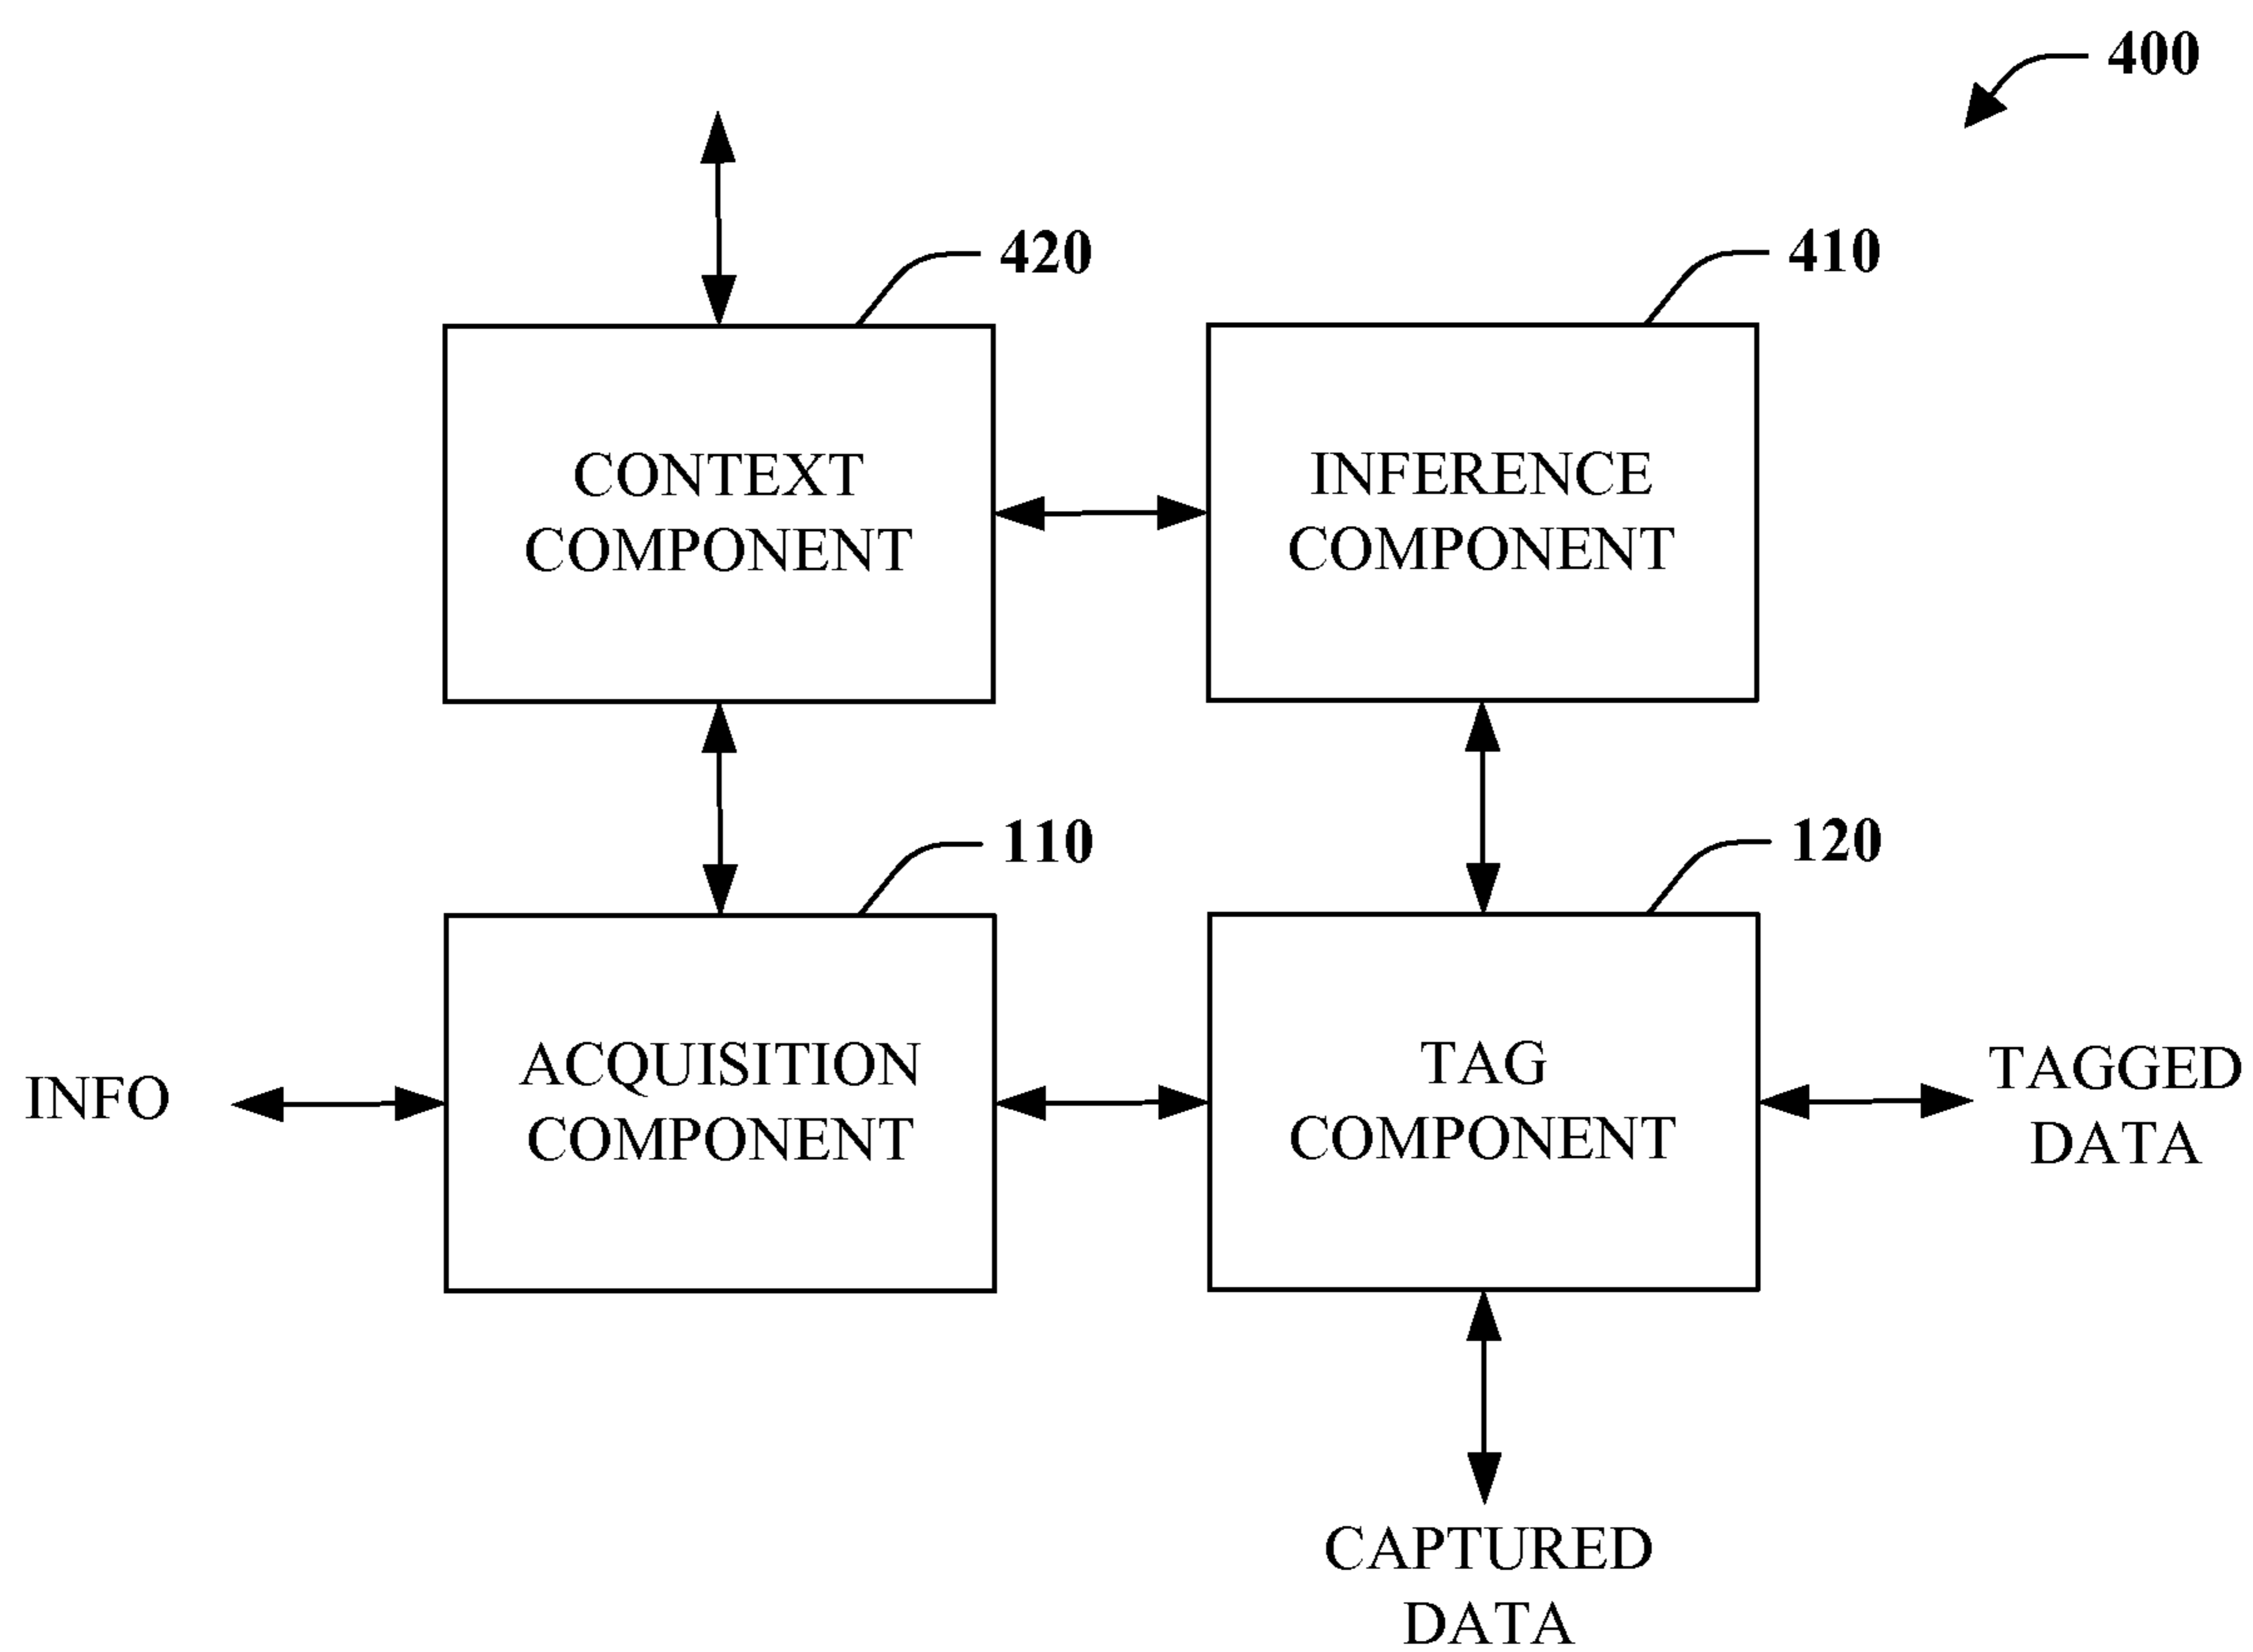 400
420
410
CONTEXT
COMPONENT
INFERENCE
COMPONENT
110
120
INFO
ACQUISITION
COMPONENT
TAG
COMPONENT
TAGGED
DATA
CAPTURED
DATA